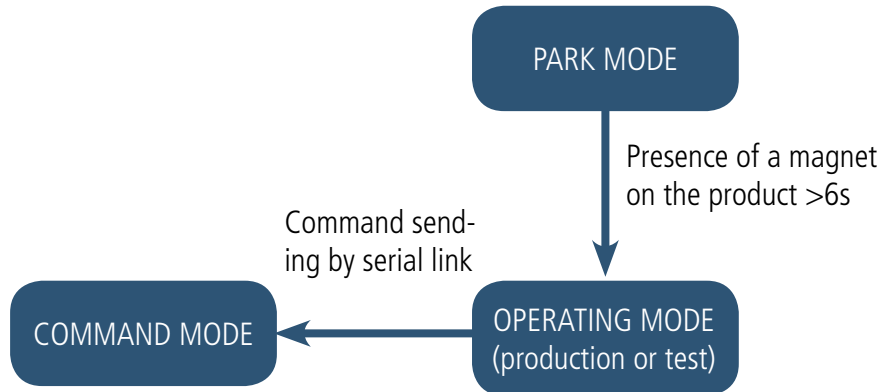 PARK MODE
Presence of a magnet
on the product >6s
Command send-
ing by serial link
COMMAND MODE
OPERATING MODE
(production or test)